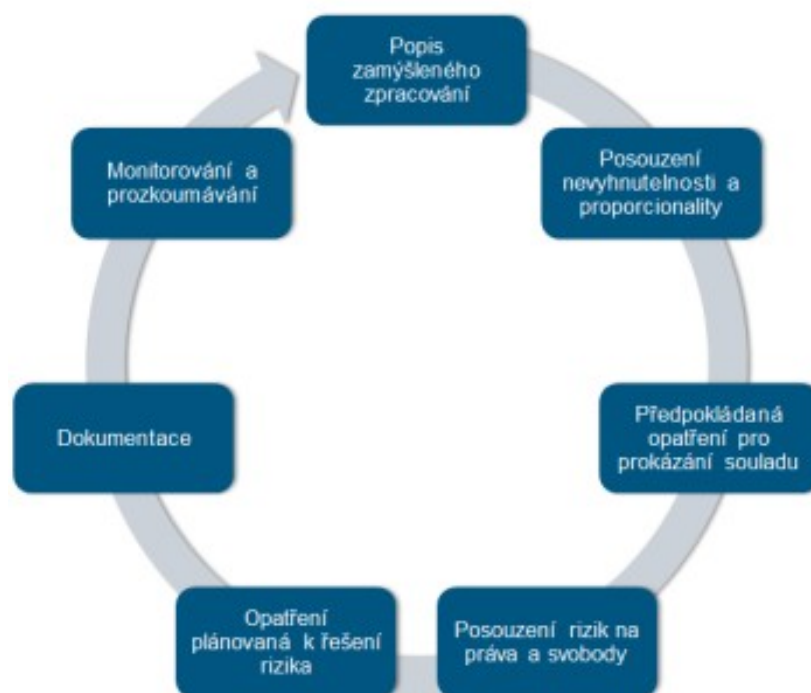 Popis
zamýšleného
zpracování
Posouzení
nevyhnutelnosti a
proporcionality
Předpokládaná
opatření pro
prokázání souladu
Posouzení rizik na
práva a svobody
Opatření
plánovaná k řešení
rizika
Dokumentace
Monitorování a
prozkoumávání